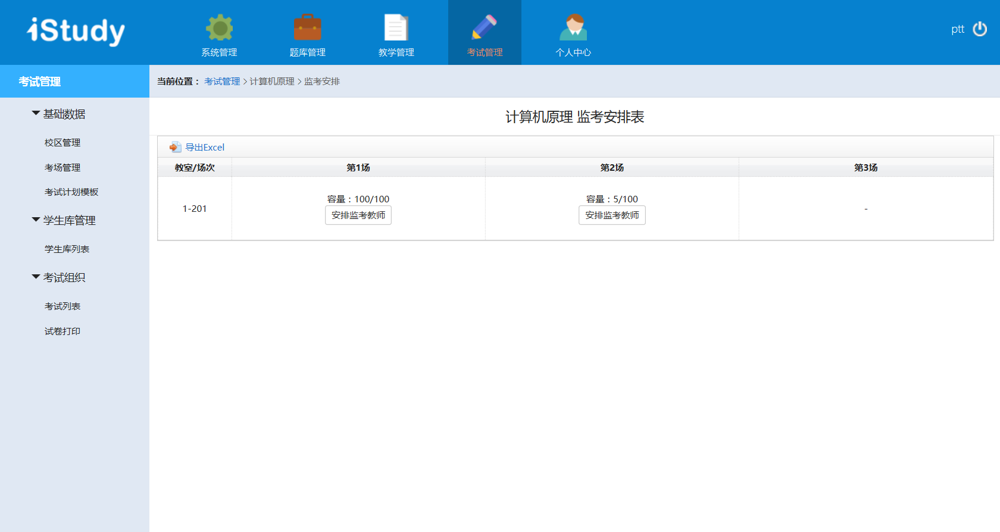 iStudy
系统管理
题库管理
教学管理
考试管理
个人中心
ptt
考试管理
当前位置： 考试管理 > 计算机原理 > 监考安排
基础数据
校区管理
考场管理
考试计划模板
学生库管理
学生库列表
考试组织
考试列表
试卷打印
计算机原理 监考安排表
导出Excel
教室/场次 第1场 第2场 第3场
容量：100/100 容量：5/100
1-201 -
安排监考教师 安排监考教师